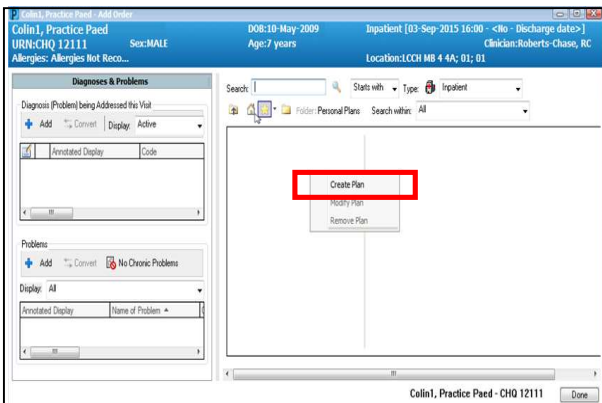 Colin1, Practice Paed - Add Order
Colin1, Practice Paed DOB:10-May-2009 Inpatient [03-Sep-2015 16:00 - <No - Discharge date>]
URN:CHQ 12111 Sex:MALE Age:7 years Clinician:Roberts-Chase, RC
Allergies: Allergies Not Reco... Location:LCCH MB 4 4A; 01; 01
Diagnoses & Problems
Diagnosis (Problem) being Addressed this Visit
Add Convert Display: Active
Annotated Display Code
Problems
Add Convert No Chronic Problems
Display: All
Annotated Display Name of Problem
Search: Starts with Type: Inpatient
Folder: Personal Plans Search within: All
Create Plan
Modify Plan
Remove Plan
Colin1, Practice Paed - CHQ 12111 Done